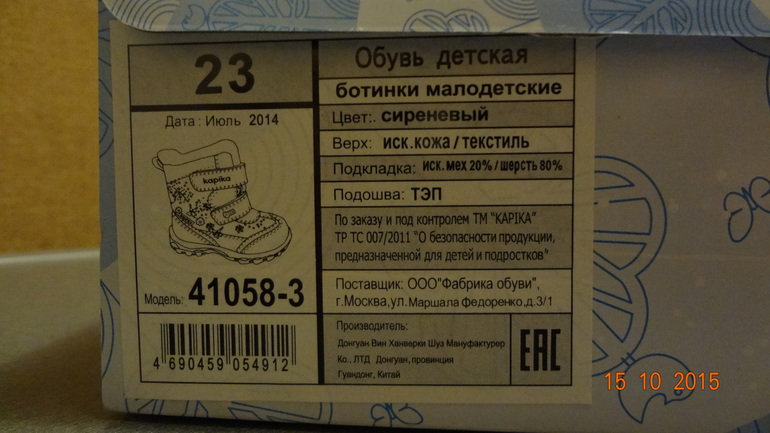 23
Дата: Июль 2014
kapika
Модель: 41058-3
4 690459 054912
Обувь детская
ботинки малодетские
Цвет:. сиреневый
Верх: иск.кожа / текстиль
Подкладка: иск. мех 20% / шерсть 80%
Подошва: ТЭП
По заказу и под контролем ТМ "KAPIKA"
ТР ТС 007/2011 "О безопасности продукции,
предназначенной для детей и подростков".
Поставщик: ООО"Фабрика обуви",
г.Москва,ул.Маршала Федоренко,д.3/1
Производитель:
Донгуан Вин Ханверки Шуз Мануфактурер
Ко., ЛТД Донгуан, провинция
Гуандонг, Китай
EAC
15 10 2015